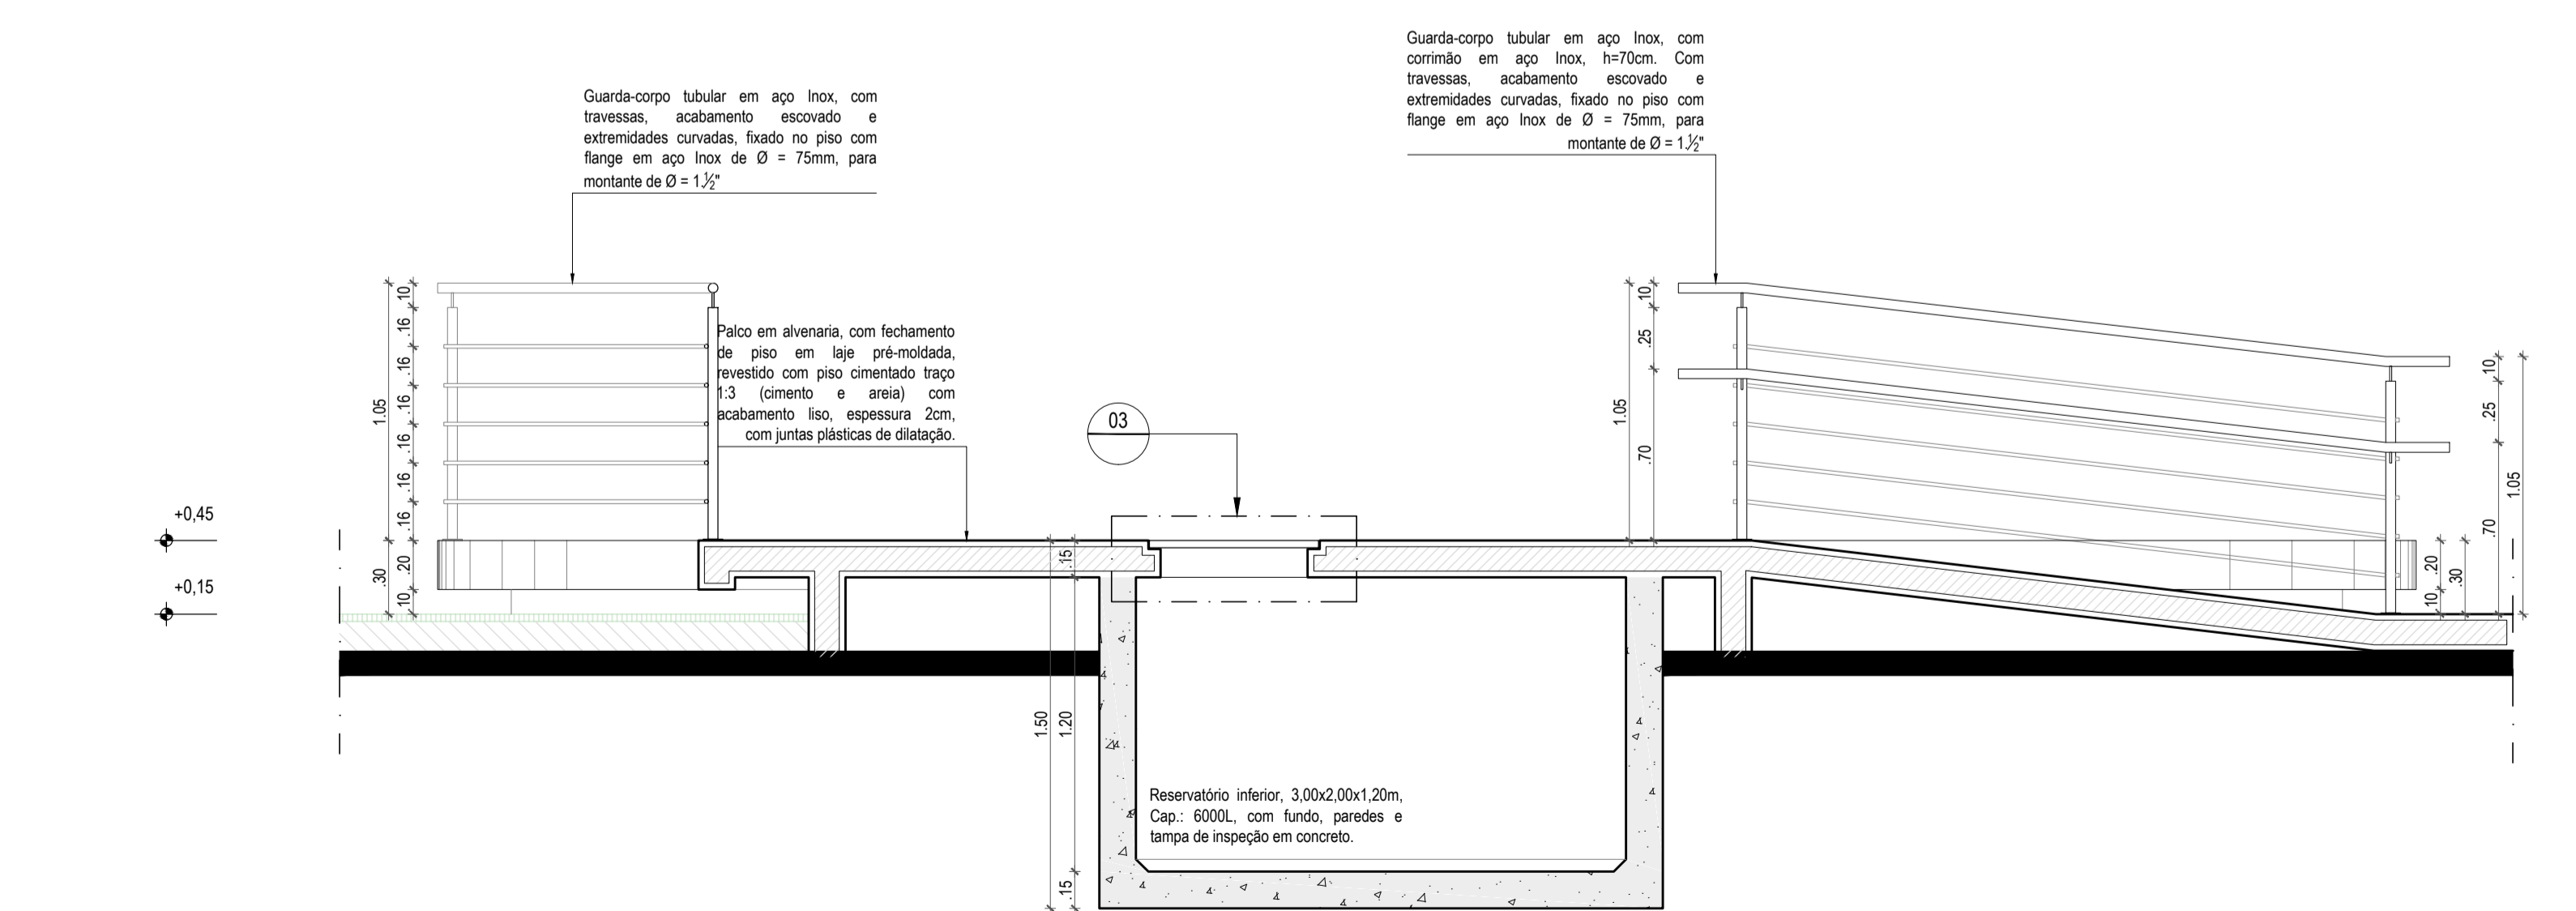 Guarda-corpo tubular em aço Inox, com
travessas, acabamento escovado e
extremidades curvadas, fixado no piso com
flange em aço Inox de Ø = 75mm, para
montante de Ø = 1.½"
Guarda-corpo tubular em aço Inox, com
corrimão em aço Inox, h=70cm. Com
travessas, acabamento escovado e
extremidades curvadas, fixado no piso com
flange em aço Inox de Ø = 75mm, para
montante de Ø = 1.½"
Palco em alvenaria, com fechamento
de piso em laje pré-moldada,
revestido com piso cimentado traço
1:3 (cimento e areia) com
acabamento liso, espessura 2cm,
com juntas plásticas de dilatação.
03
+0,45
+0,15
1.05
.30
10
.16
.16
.16
.16
.16
.16
.20
10
1.50
.15
1.20
.15
Reservatório inferior, 3,00x2,00x1,20m,
Cap.: 6000L, com fundo, paredes e
tampa de inspeção em concreto.
1.05
10
.25
.70
10
.25
.70
1.05
.20
10
.30